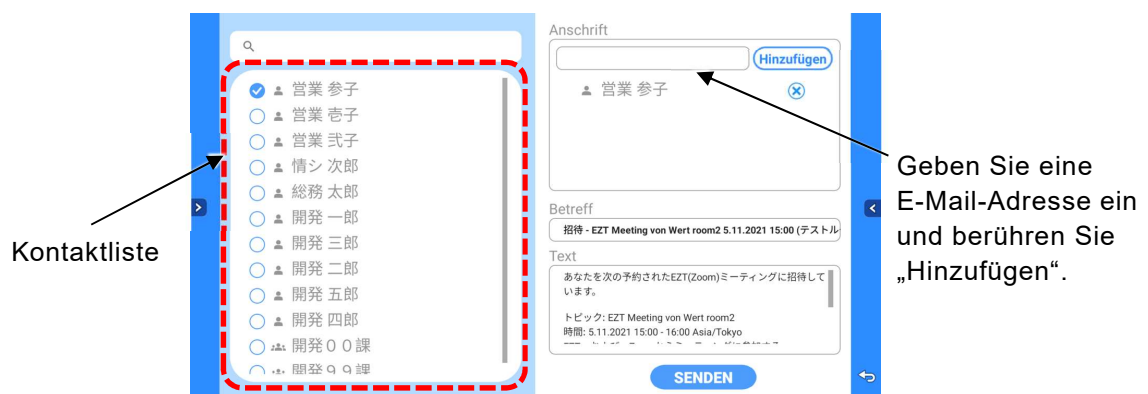 Kontaktliste
営業 参子
営業 壱子
営業 弐子
情シ 次郎
総務 太郎
開発 一郎
開発 三郎
開発 二郎
開発 五郎
開発 四郎
開発００課
開発９９課
Anschrift
Hinzufügen
営業 参子
Betreff
招待 - EZT Meeting von Wert room2 5.11.2021 15:00 (テストル
Text
あなたを次の予約されたEZT(Zoom)ミーティングに招待して
います。
トピック: EZT Meeting von Wert room2
時間: 5.11.2021 15:00 - 16:00 Asia/Tokyo
SENDEN
Geben Sie eine
E-Mail-Adresse ein
und berühren Sie
„Hinzufügen“.